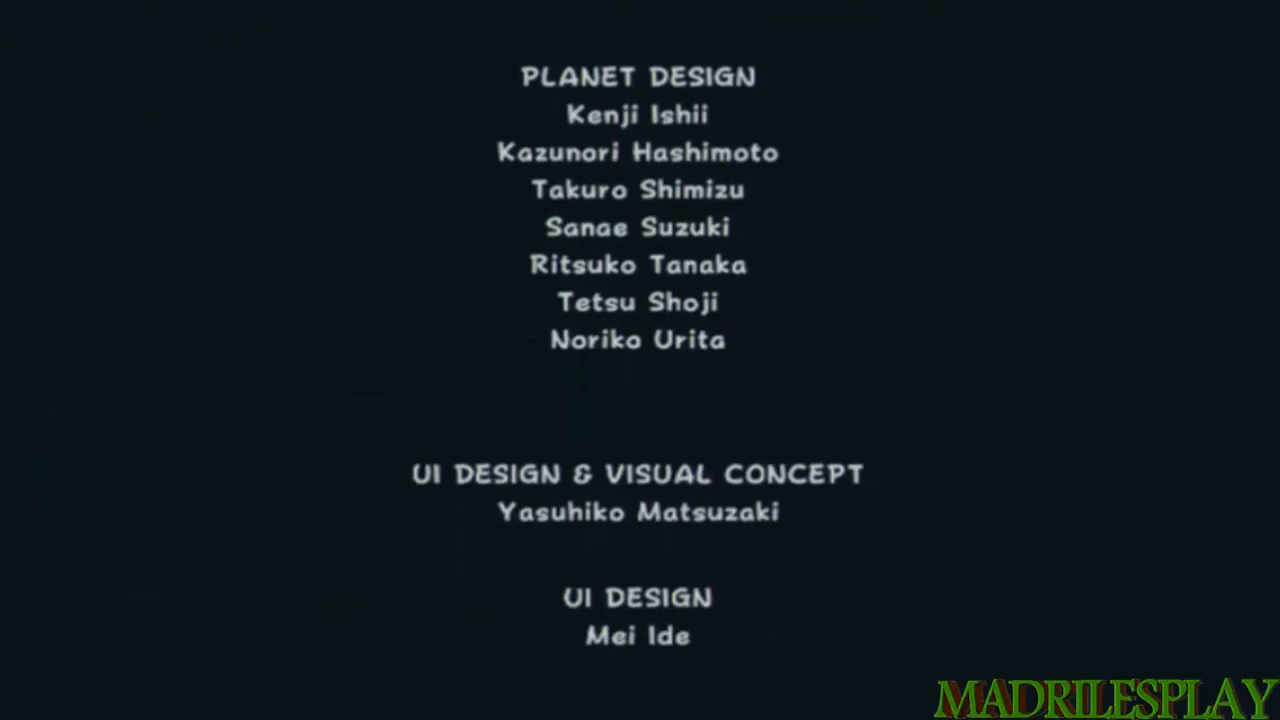 PLANET DESIGN
Kenji Ishii
Kazunori Hashimoto
Takuro Shimizu
Sanae Suzuki
Ritsuko Tanaka
Tetsu Shoji
Noriko Urita
UI DESIGN & VISUAL CONCEPT
Yasuhiko Matsuzaki
UI DESIGN
Mei Ide
MADRILESPLAY